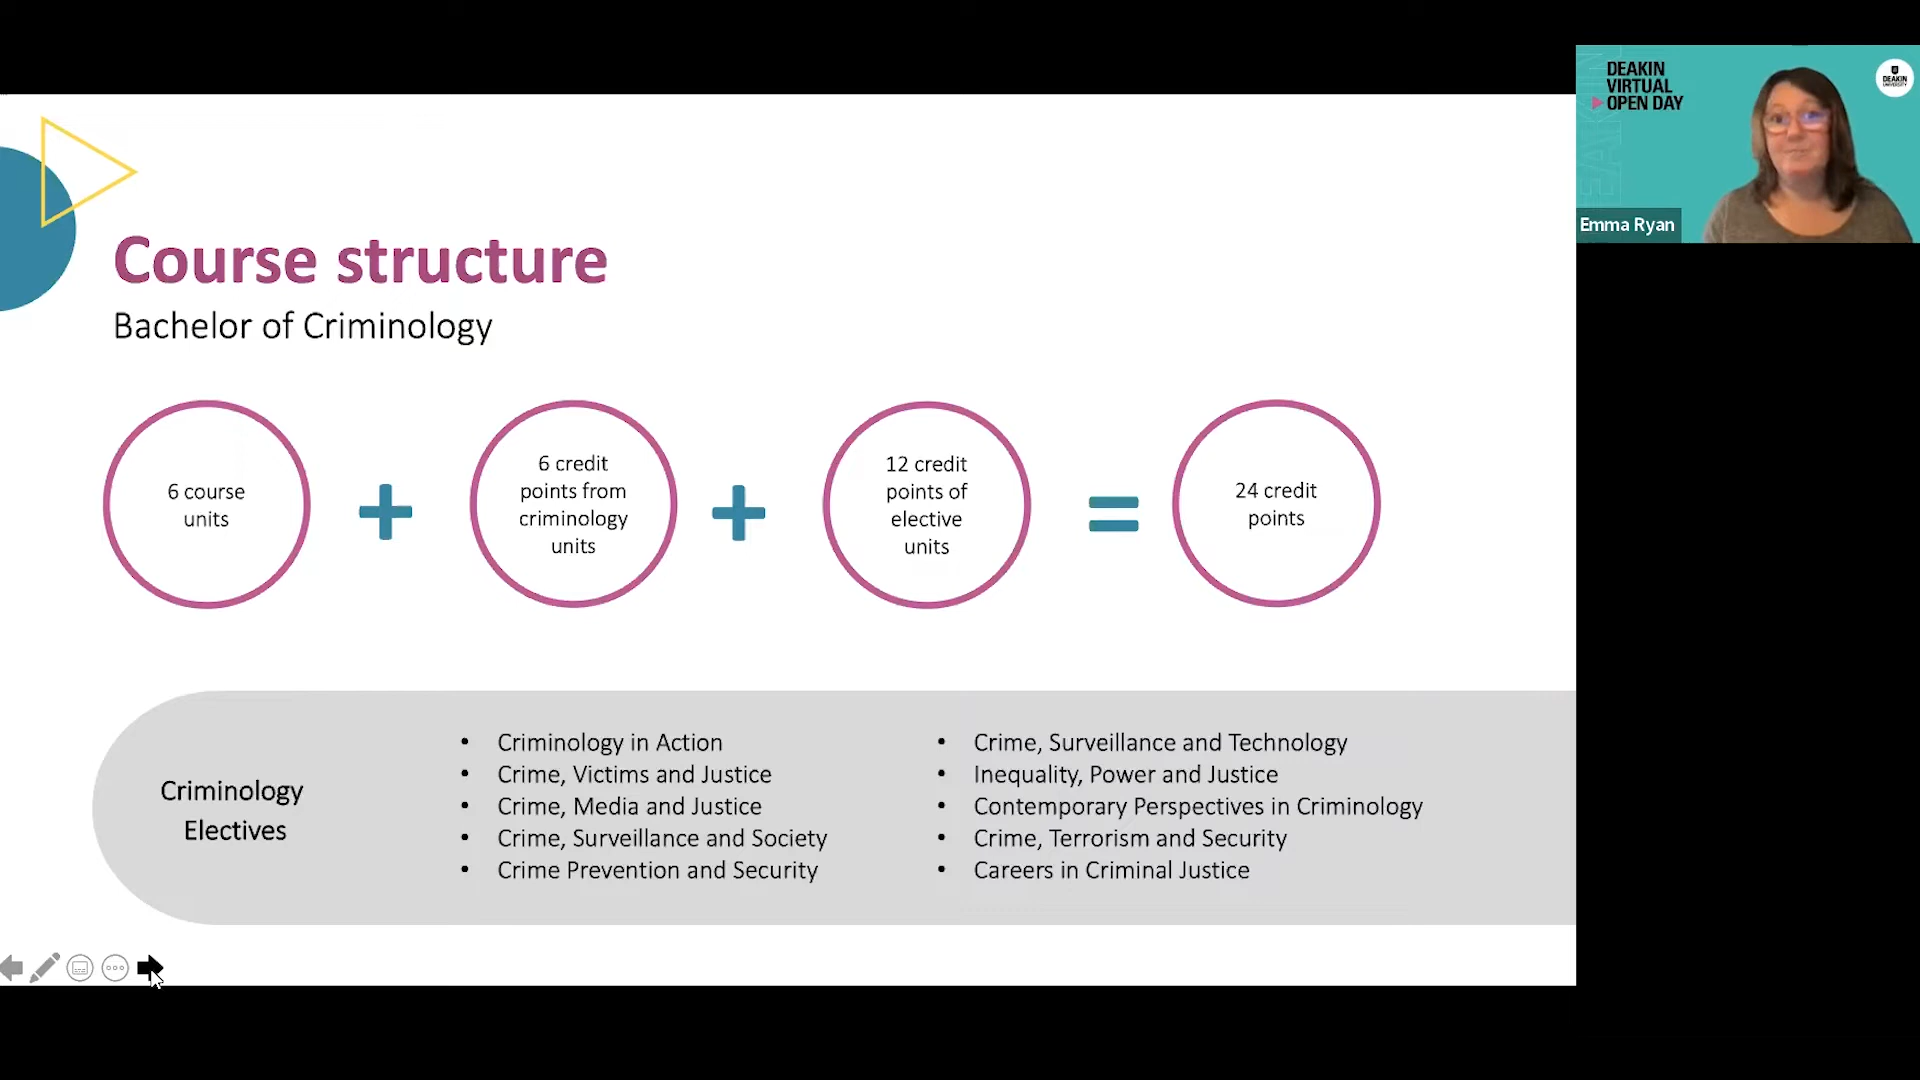 DEAKIN
VIRTUAL
OPEN DAY
DEAKIN
UNIVERSITY
Emma Ryan
Course structure
Bachelor of Criminology
6 course
units
6 credit
points from
criminology
units
12 credit
points of
elective
units
24 credit
points
Criminology
Electives
• Criminology in Action
• Crime, Victims and Justice
• Crime, Media and Justice
• Crime, Surveillance and Society
• Crime Prevention and Security
• Crime, Surveillance and Technology
• Inequality, Power and Justice
• Contemporary Perspectives in Criminology
• Crime, Terrorism and Security
• Careers in Criminal Justice